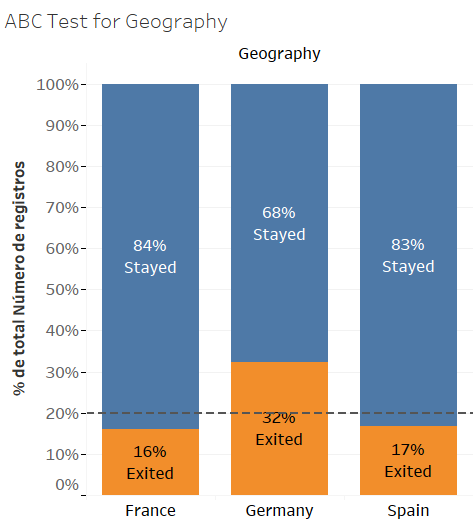 ABC Test for Geography
Geography
% de total Número de registros
100%
90%
80%
70%
60%
50%
40%
30%
20%
10%
0%
84%
Stayed
68%
Stayed
83%
Stayed
16%
Exited
32%
Exited
17%
Exited
France
Germany
Spain